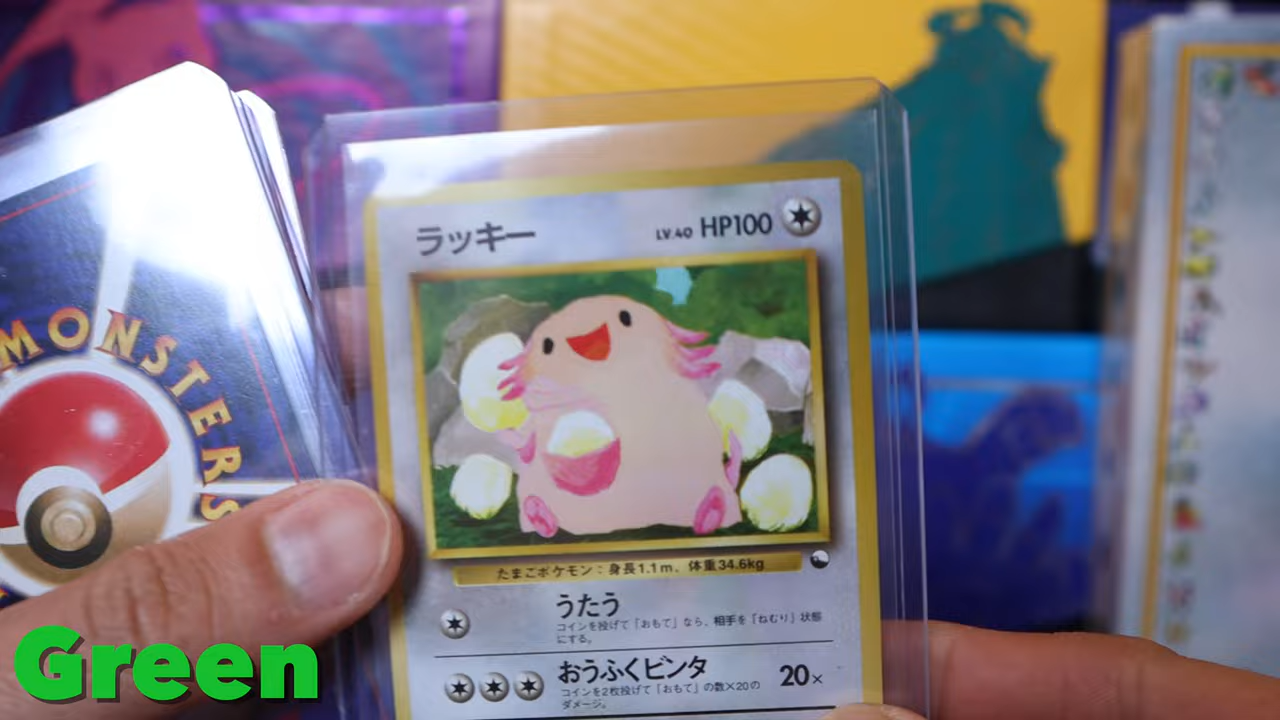 MONSTERS
ラッキー LV.40 HP100
たまごポケモン：身長1.1m、体重34.6kg
うたう
コインを投げて「おもて」なら、相手を「ねむり」状態
にする。
おうふくビンタ 20×
コインを2枚投げて「おもて」の数×20の
ダメージ。
Green